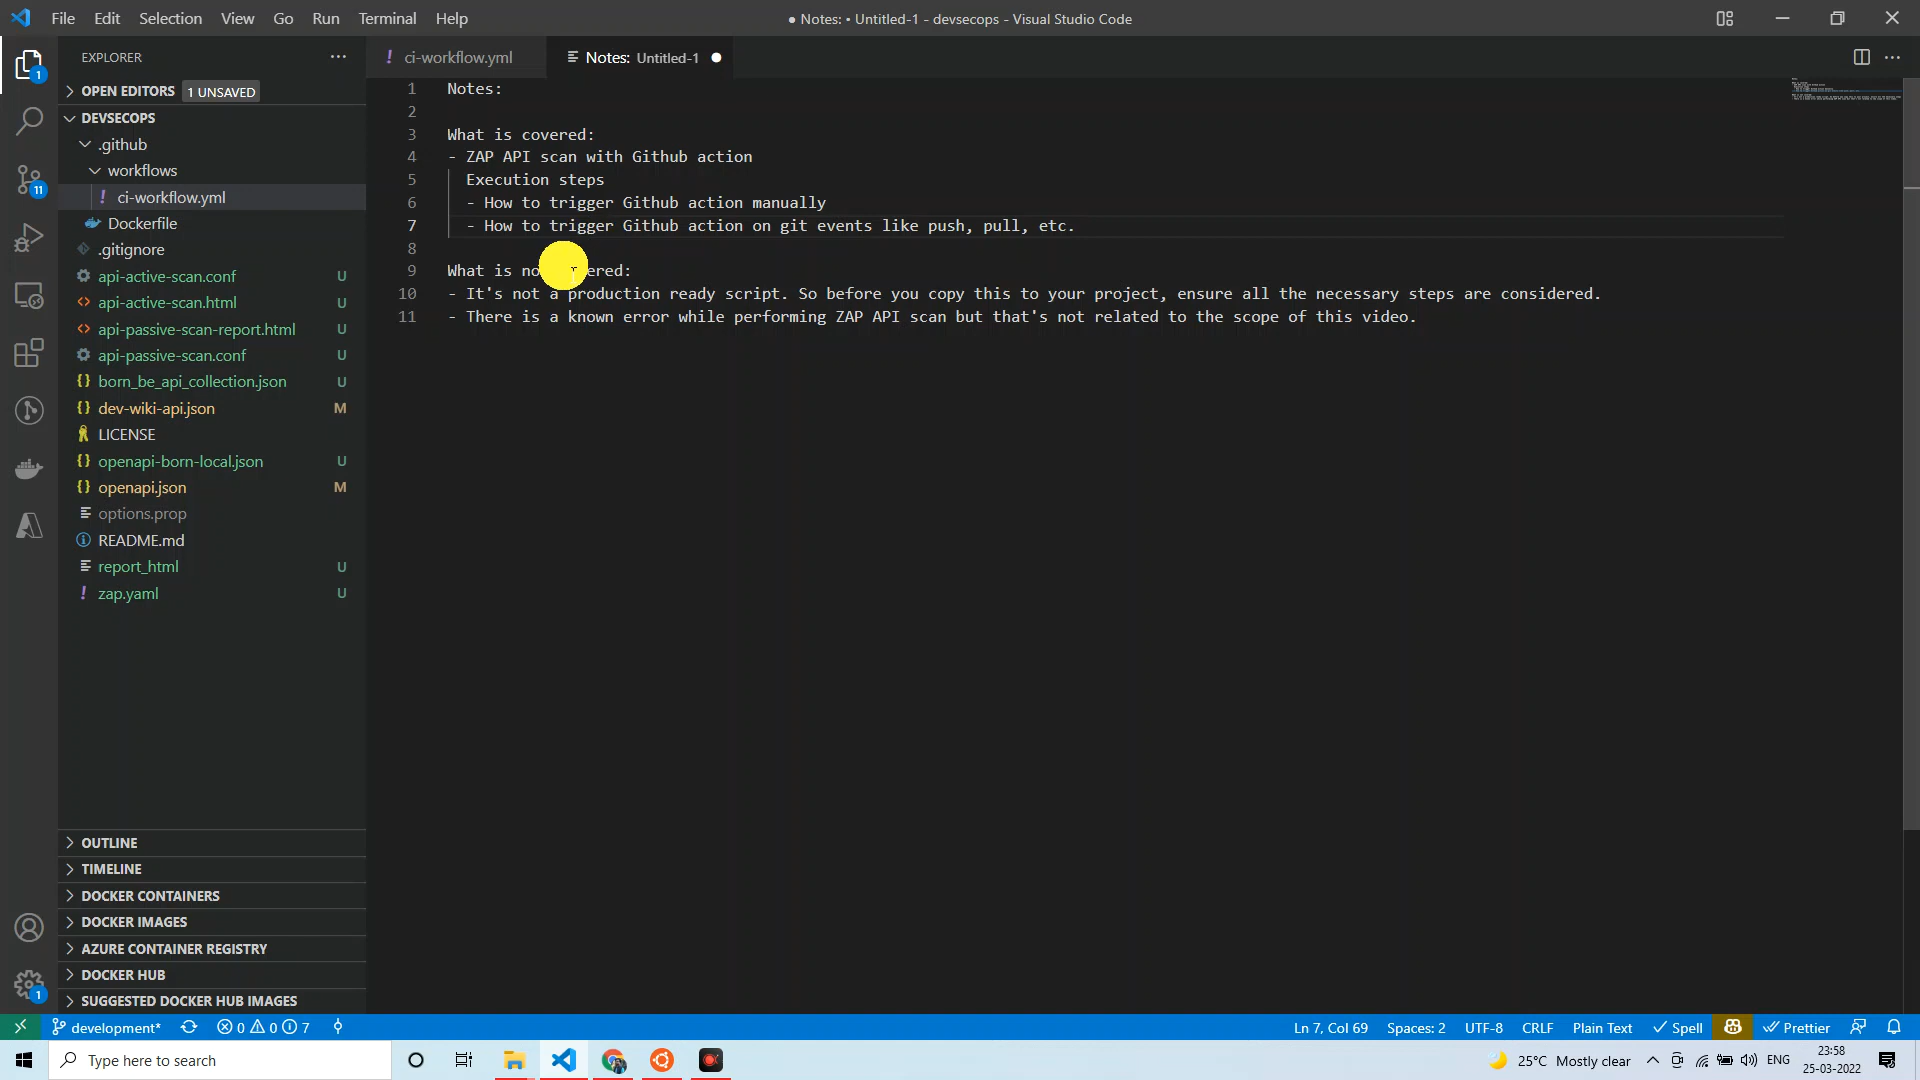 File Edit Selection View Go Run Terminal Help
● Notes: • Untitled-1 - devsecops - Visual Studio Code
EXPLORER
OPEN EDITORS 1 UNSAVED
DEVSECOPS
.github
workflows
! ci-workflow.yml
Dockerfile
.gitignore
api-active-scan.conf U
api-active-scan.html U
api-passive-scan-report.html U
api-passive-scan.conf U
born_be_api_collection.json U
dev-wiki-api.json M
LICENSE
openapi-born-local.json U
openapi.json M
options.prop
README.md
report_html U
! zap.yaml U
OUTLINE
TIMELINE
DOCKER CONTAINERS
DOCKER IMAGES
AZURE CONTAINER REGISTRY
DOCKER HUB
SUGGESTED DOCKER HUB IMAGES
1
11
1
! ci-workflow.yml
Notes: Untitled-1 ●
1 Notes:
2
3 What is covered:
4 - ZAP API scan with Github action
5 Execution steps
6 - How to trigger Github action manually
7 - How to trigger Github action on git events like push, pull, etc.
8
9 What is no ered:
10 - It's not a production ready script. So before you copy this to your project, ensure all the necessary steps are considered.
11 - There is a known error while performing ZAP API scan but that's not related to the scope of this video.
development* 0 0 7
Ln 7, Col 69 Spaces: 2 UTF-8 CRLF Plain Text Spell Prettier
Type here to search
25°C Mostly clear ENG
23:58
25-03-2022